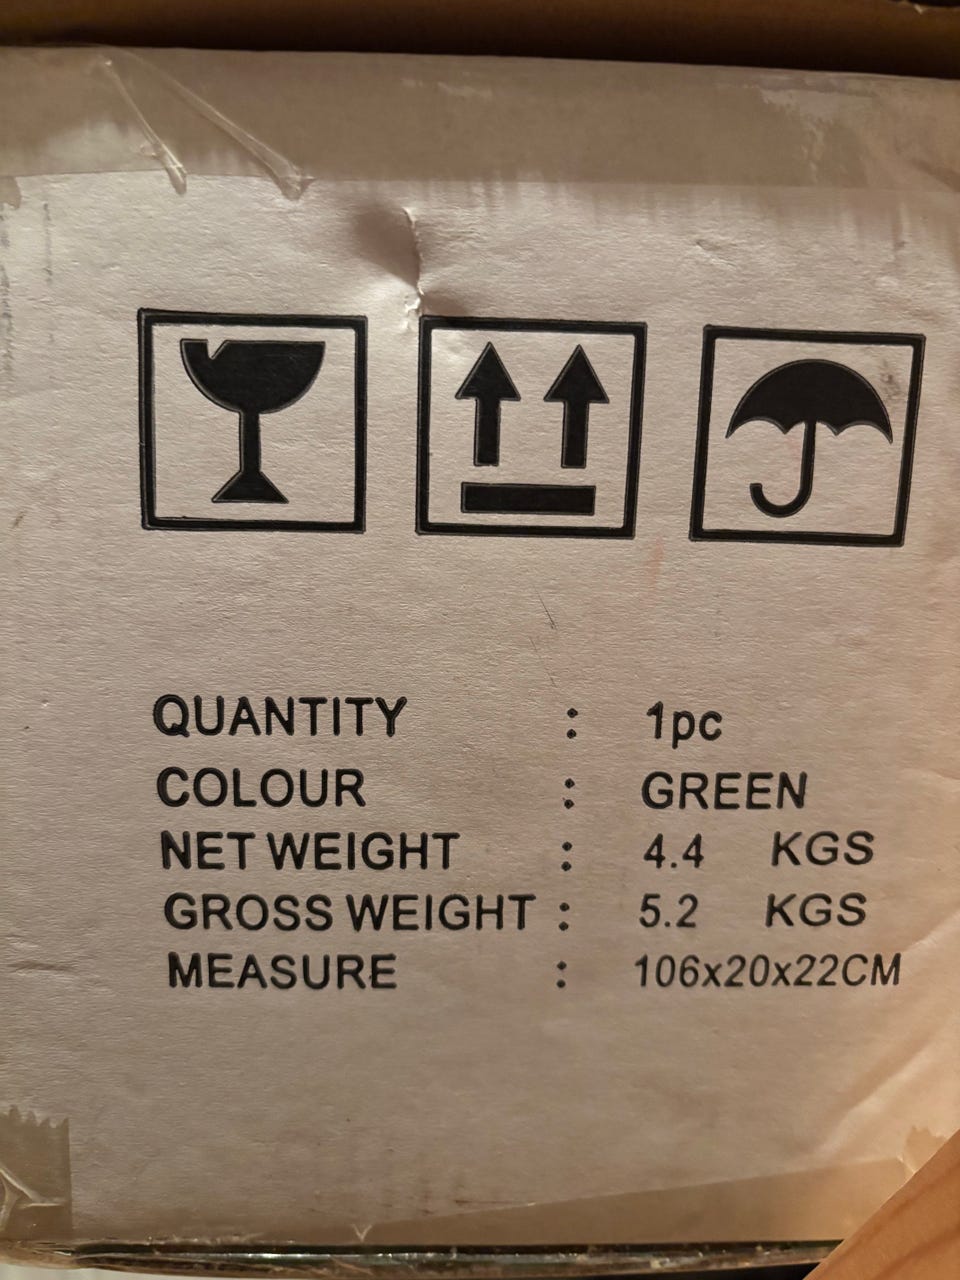 QUANTITY : 1pc
COLOUR : GREEN
NET WEIGHT : 4.4 KGS
GROSS WEIGHT : 5.2 KGS
MEASURE : 106x20x22CM